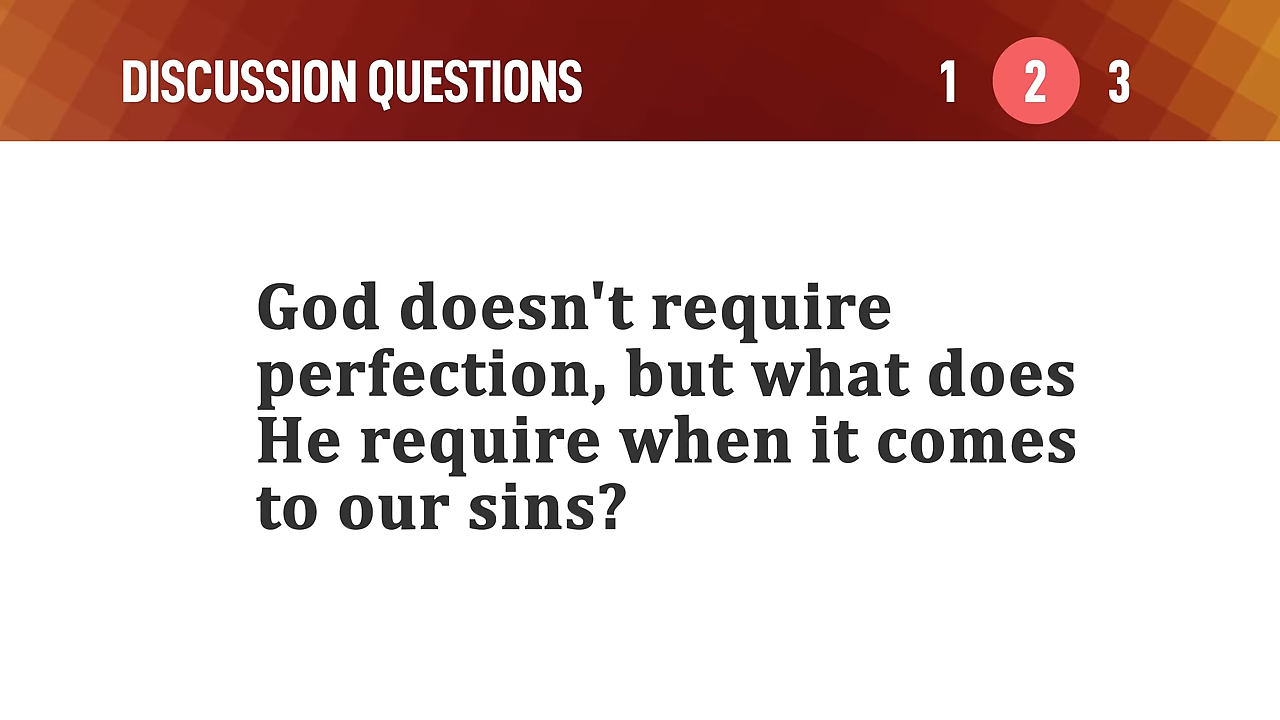 DISCUSSION QUESTIONS 1 2 3
God doesn't require
perfection, but what does
He require when it comes
to our sins?